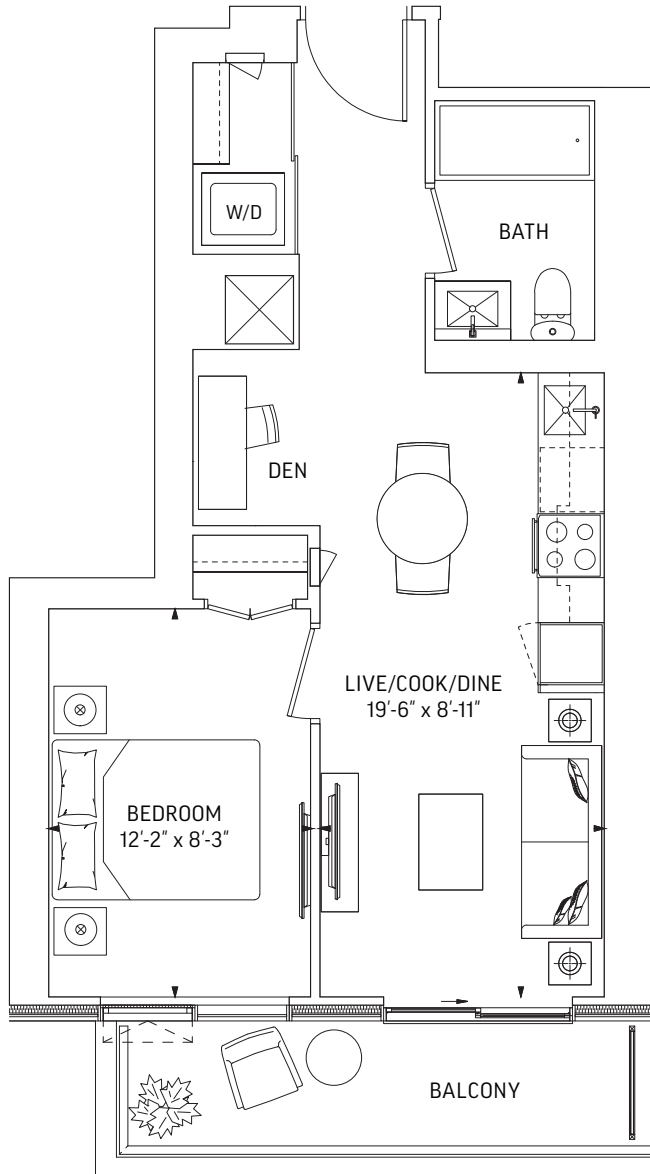 W/D
BATH
DEN
LIVE/COOK/DINE
19'-6" x 8'-11"
BEDROOM
12'-2" x 8'-3"
BALCONY